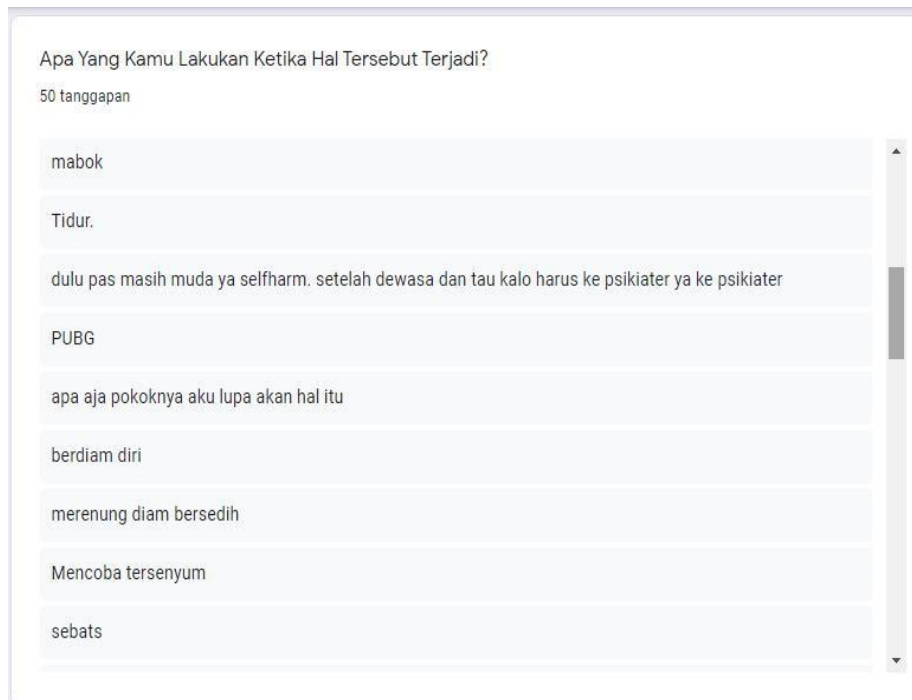 Apa Yang Kamu Lakukan Ketika Hal Tersebut Terjadi?
50 tanggapan
mabok
Tidur.
dulu pas masih muda ya selfharm. setelah dewasa dan tau kalo harus ke psikiater ya ke psikiater
PUBG
apa aja pokoknya aku lupa akan hal itu
berdiam diri
merenung diam bersedih
Mencoba tersenyum
sebats